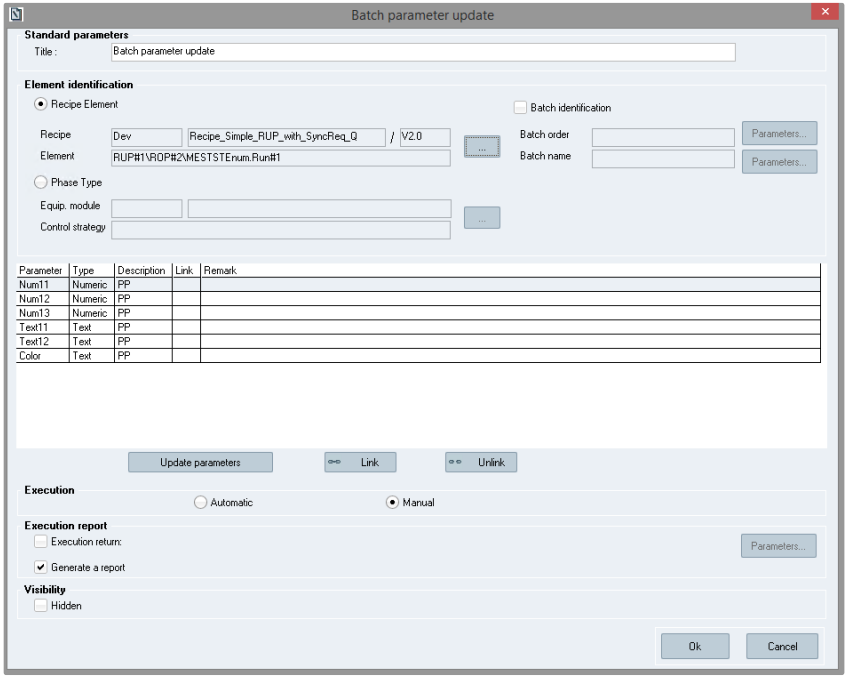 Batch parameter update
Standard parameters
Title : Batch parameter update
Element identification
Recipe Element
Batch identification
Recipe Dev Recipe_Simple_RUP_with_SyncReq_Q / V2.0 ... Batch order Parameters...
Element RUP#1\ROP#2\MESTSTEnum.Run#1 Batch name Parameters...
Phase Type
Equip. module ...
Control strategy
Parameter Type Description Link Remark
Num11 Numeric PP
Num12 Numeric PP
Num13 Numeric PP
Text11 Text PP
Text12 Text PP
Color Text PP
Update parameters Link Unlink
Execution
Automatic Manual
Execution report
Execution return: Parameters...
Generate a report
Visibility
Hidden
Ok Cancel